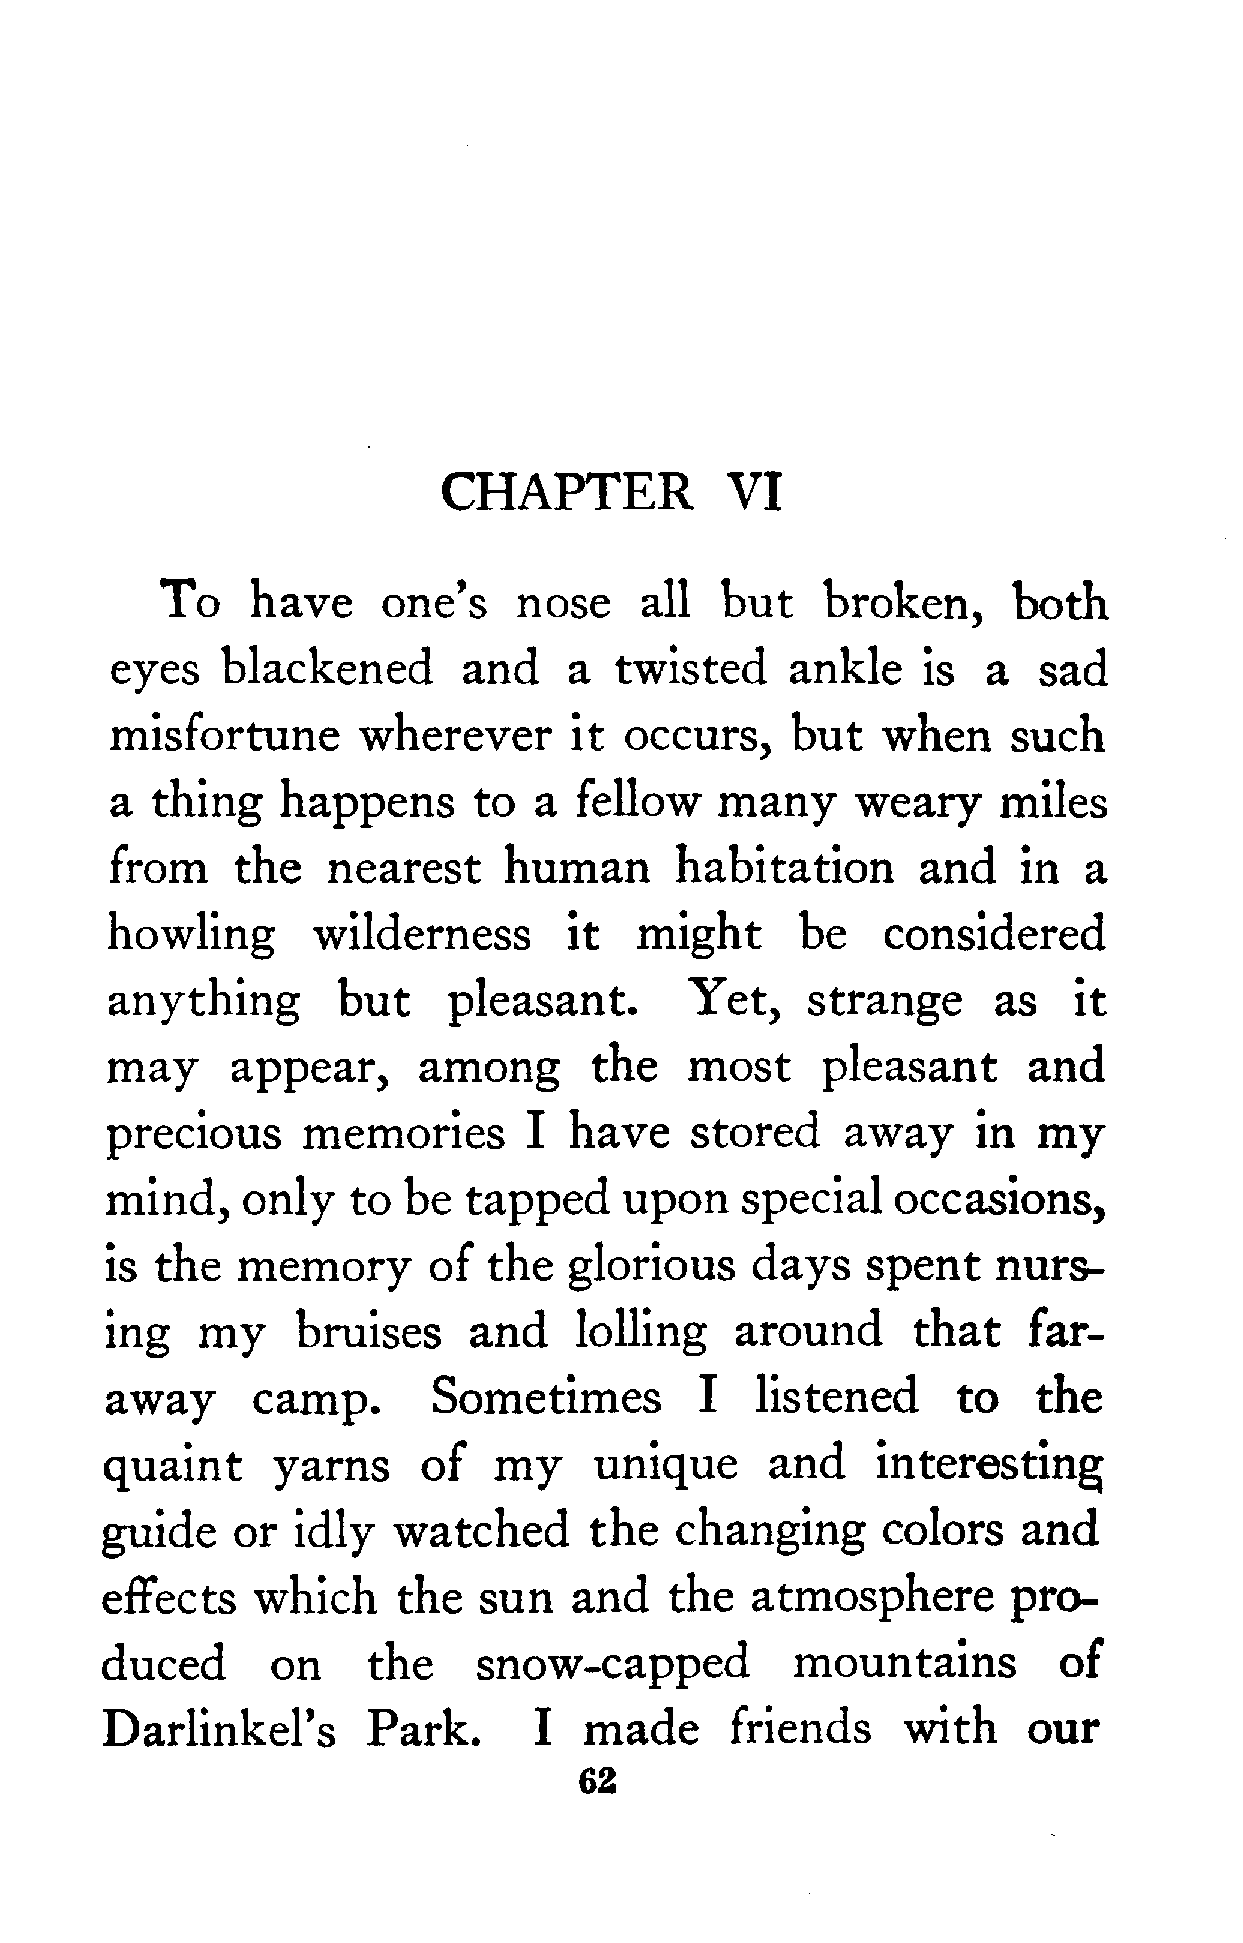 CHAPTER VI
To have one's nose all but broken, both
eyes blackened and a twisted ankle is a sad
misfortune wherever it occurs, but when such
a thing happens to a fellow many weary miles
from the nearest human habitation and in a
howling wilderness it might be considered
anything but pleasant. Yet, strange as it
may appear, among the most pleasant and
precious memories I have stored away in my
mind, only to be tapped upon special occasions,
is the memory of the glorious days spent nurs-
ing my bruises and lolling around that far-
away camp. Sometimes I listened to the
quaint yarns of my unique and interesting
guide or idly watched the changing colors and
effects which the sun and the atmosphere pro-
duced on the snow-capped mountains of
Darlinkel's Park. I made friends with our
62